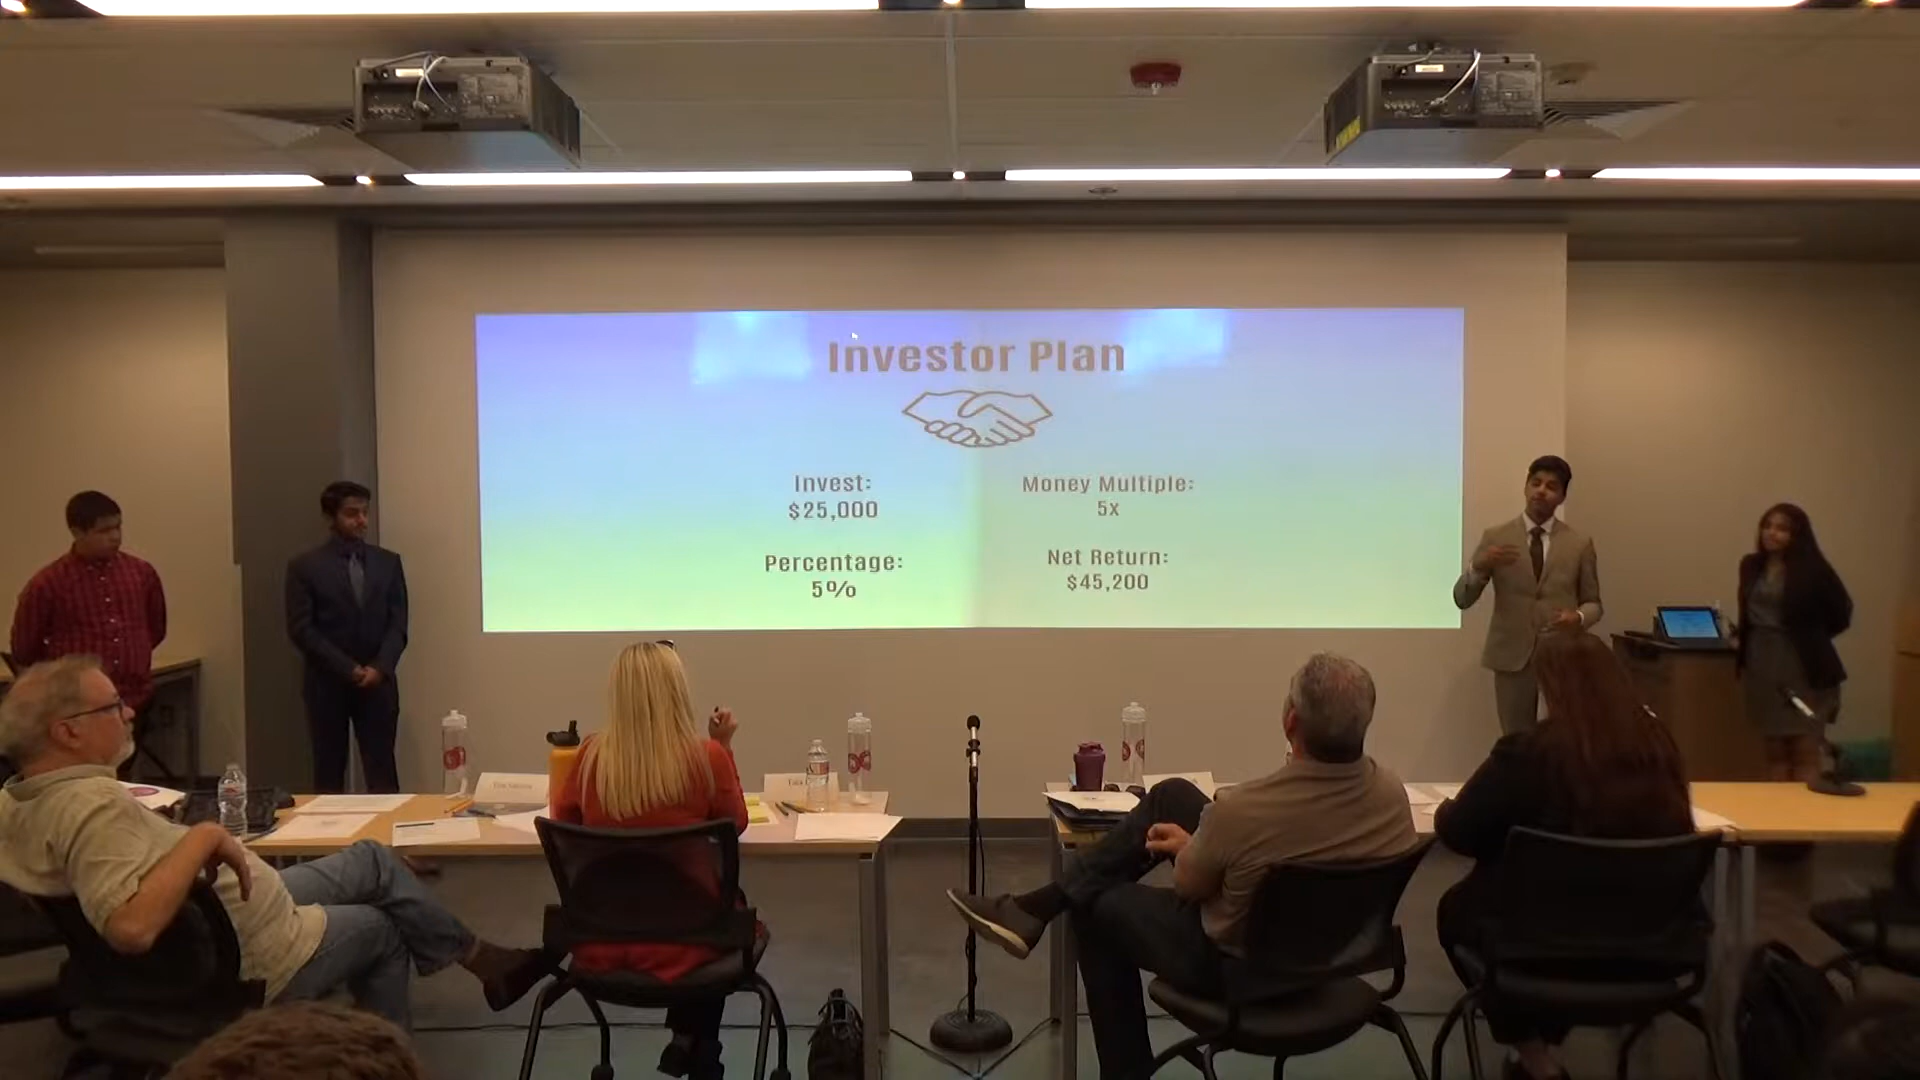 Investor Plan
Invest:
$25,000
Money Multiple:
5x
Percentage:
5%
Net Return:
$45,200